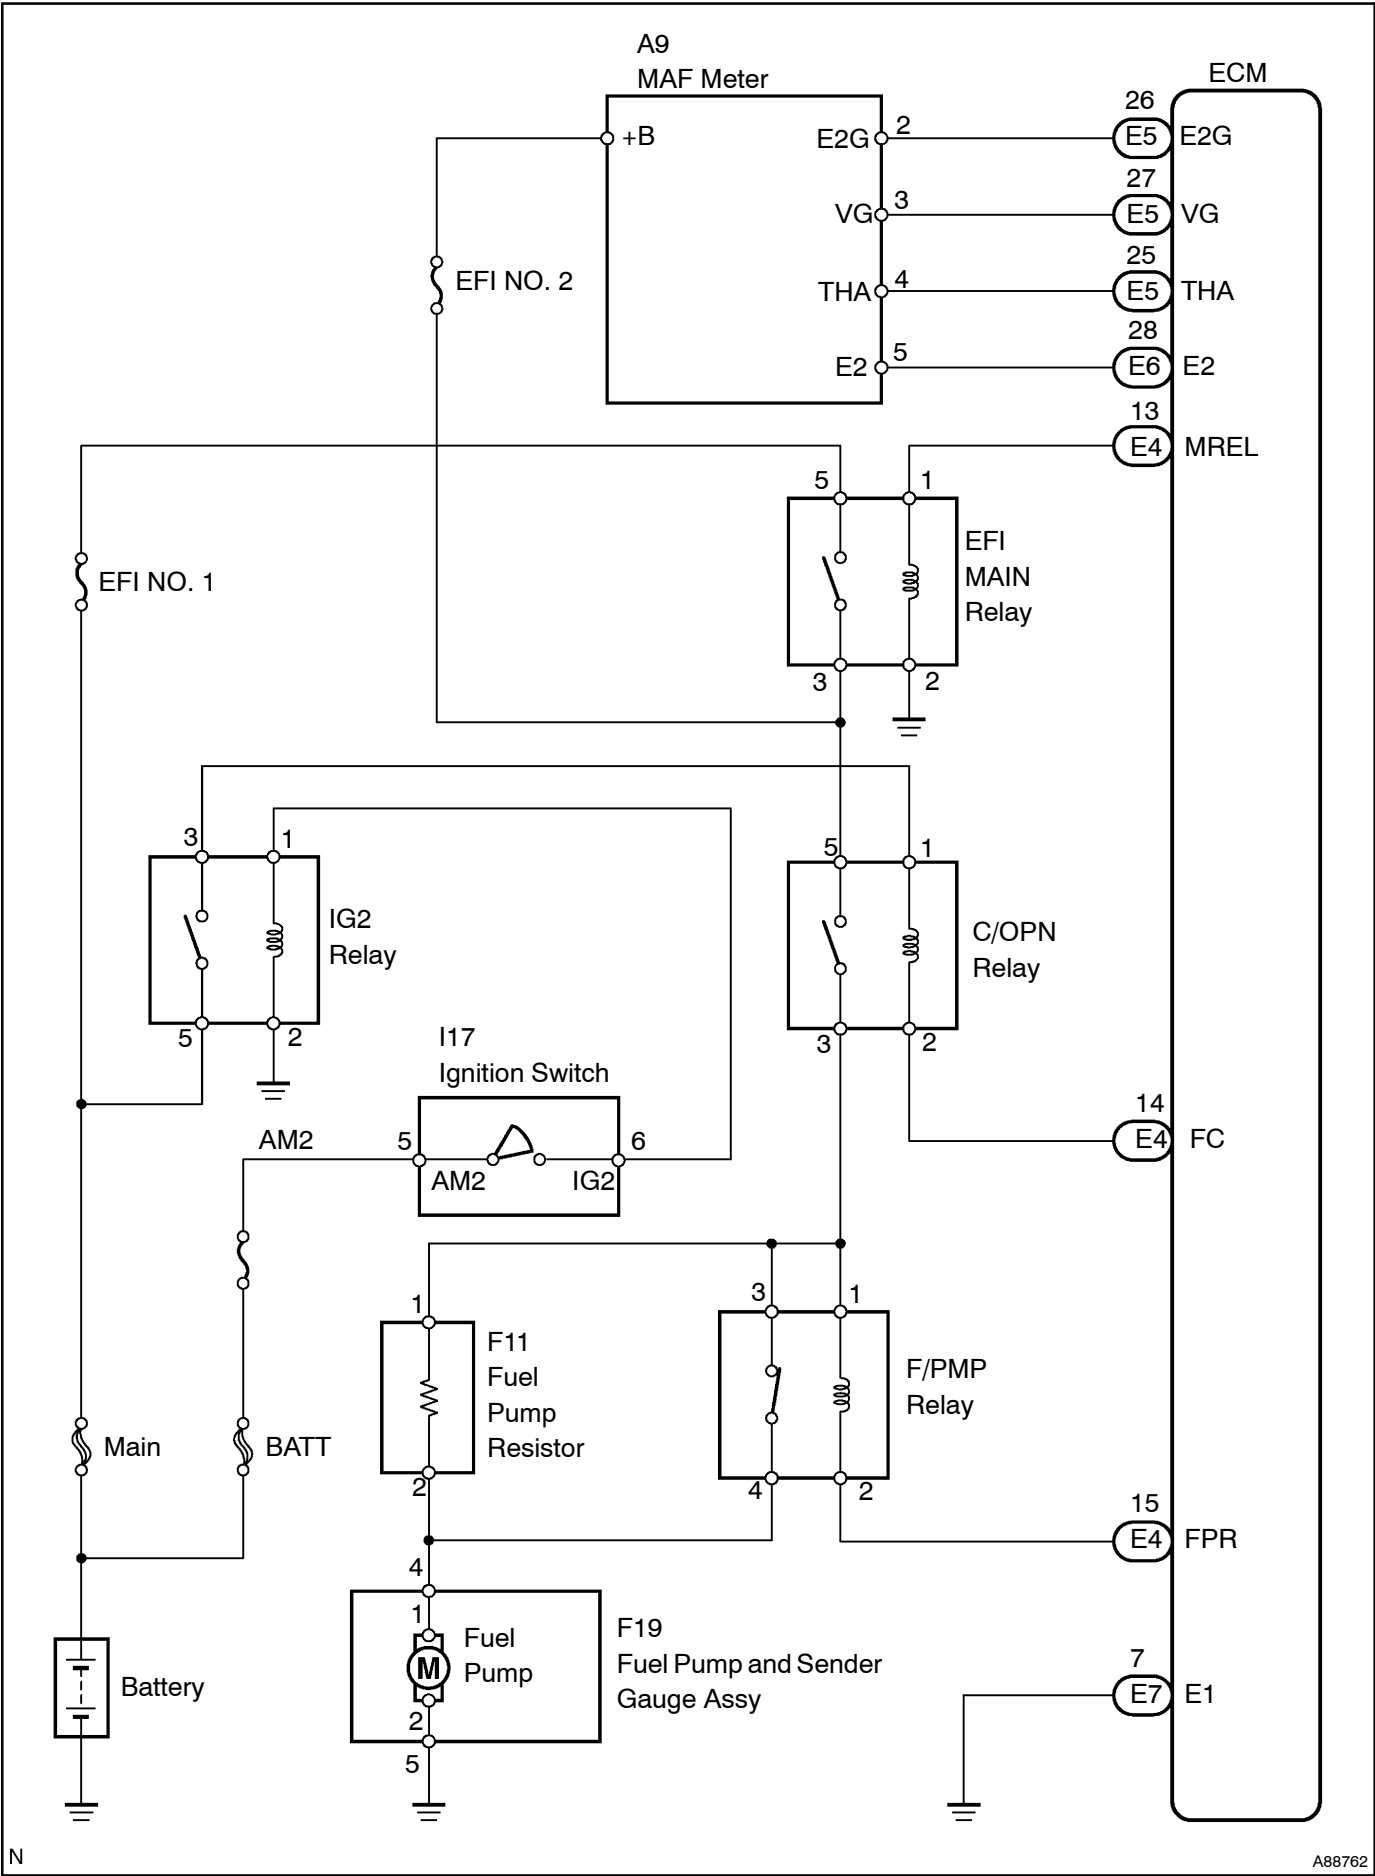 A9
MAF Meter
ECM
+B
E2G
2
26
E5
E2G
VG
3
27
E5
VG
EFI NO. 2
THA
4
25
E5
THA
E2
5
28
E6
E2
13
E4
MREL
5
1
EFI
MAIN
Relay
EFI NO. 1
3
2
3
1
5
1
IG2
Relay
C/OPN
Relay
5
2
3
2
I17
Ignition Switch
14
E4
FC
AM2
5
6
AM2
IG2
3
1
1
F11
Fuel
Pump
Resistor
F/PMP
Relay
Main
BATT
2
4
2
15
E4
FPR
4
1
Fuel
Pump
M
F19
Fuel Pump and Sender
Gauge Assy
2
5
Battery
7
E7
E1
N
A88762